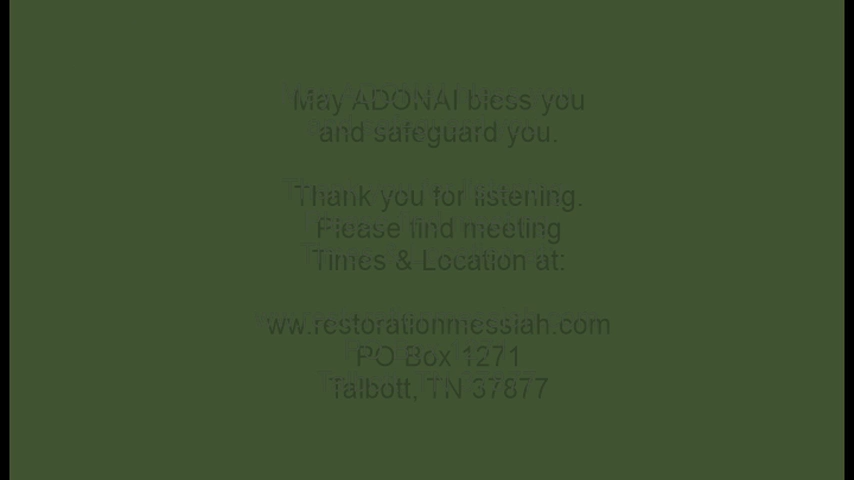 May ADONAI bless you
and safeguard you.
Thank you for listening.
Please find meeting
Times & Location at:
ww.restorationmessiah.com
PO Box 1271
Talbott, TN 37877